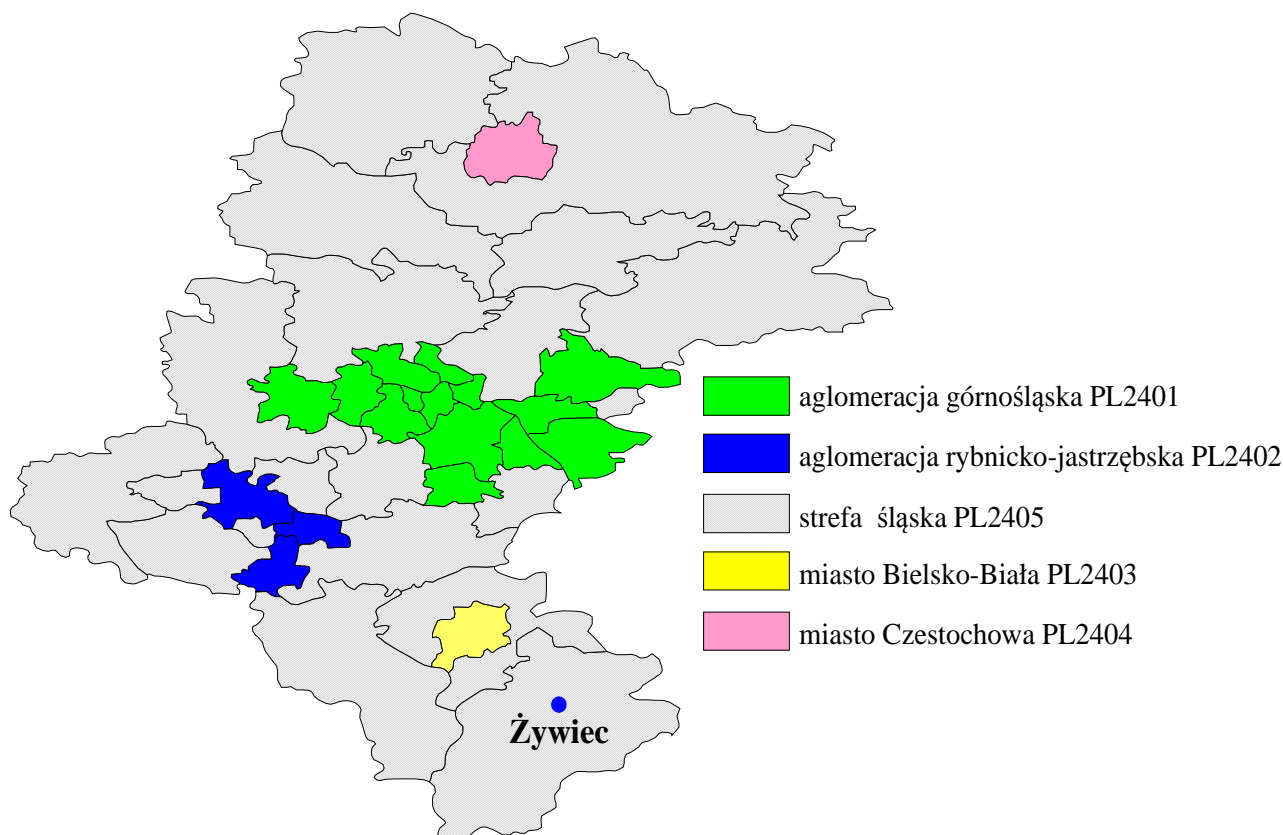 aglomeracja górnośląska PL2401
aglomeracja rybnicko-jastrzębska PL2402
strefa śląska PL2405
miasto Bielsko-Biała PL2403
miasto Czestochowa PL2404
Żywiec